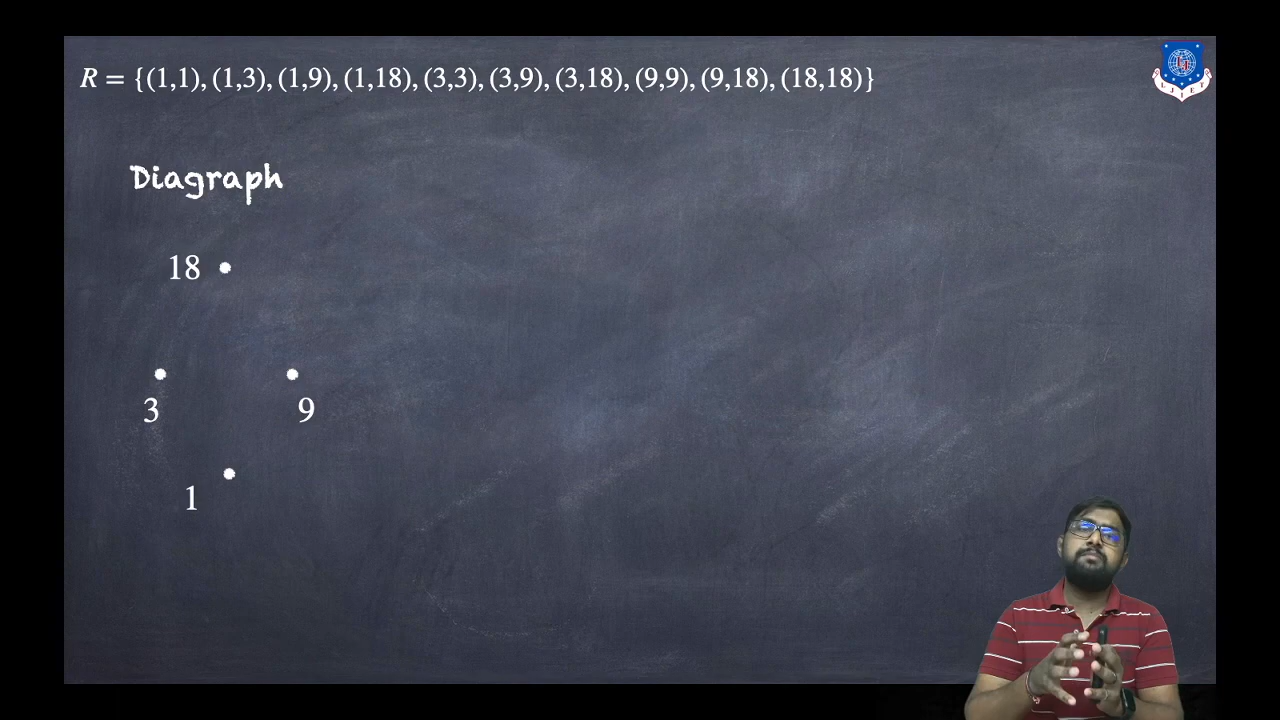 R = {(1,1), (1,3), (1,9), (1,18), (3,3), (3,9), (3,18), (9,9), (9,18), (18,18)}
Diagraph
18
3
9
1